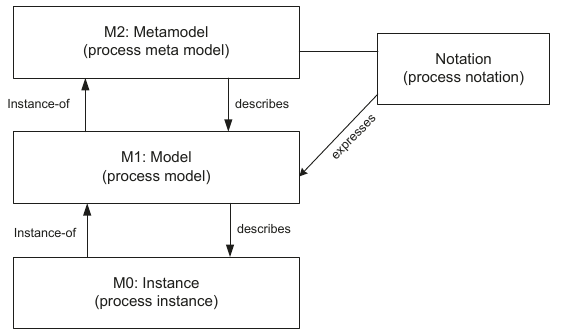 M2: Metamodel
(process meta model)
Notation
(process notation)
Instance-of
describes
expresses
M1: Model
(process model)
Instance-of
describes
M0: Instance
(process instance)